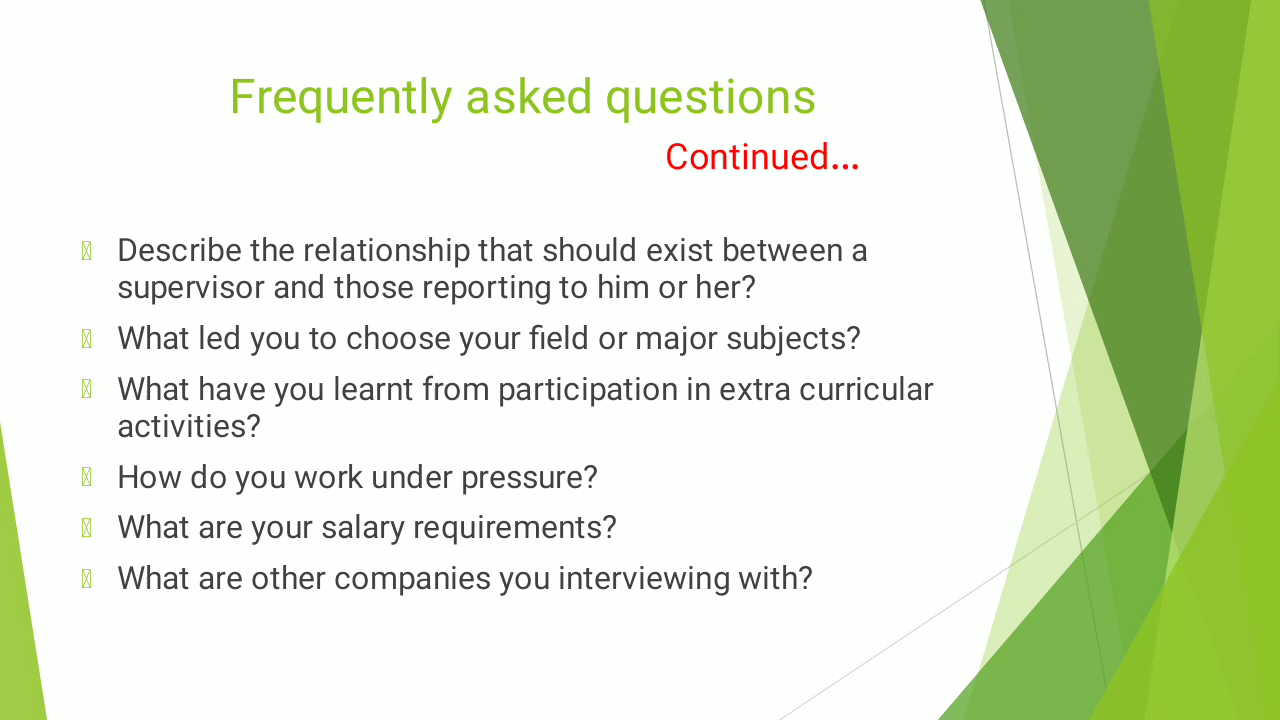 Frequently asked questions
Continued...
Describe the relationship that should exist between a
supervisor and those reporting to him or her?
What led you to choose your field or major subjects?
What have you learnt from participation in extra curricular
activities?
How do you work under pressure?
What are your salary requirements?
What are other companies you interviewing with?